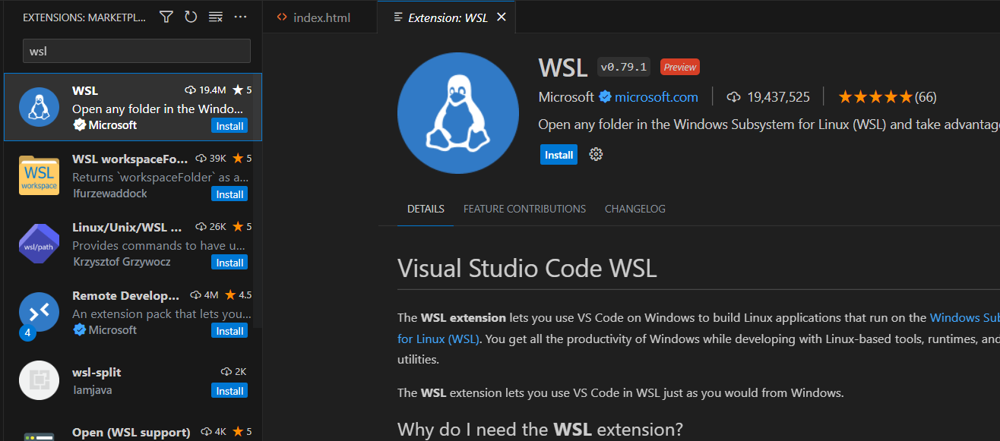 EXTENSIONS: MARKETPL...
wsl
WSL 19.4M 5
Open any folder in the Windo...
Microsoft Install
WSL workspaceFo... 39K 5
Returns `workspaceFolder` as a...
lfurzewaddock Install
WSL workspace
Linux/Unix/WSL ... 26K 5
Provides commands to have u...
Krzysztof Grzywocz Install
wsl/path
Remote Develop... 4M 4.5
An extension pack that lets you...
Microsoft Install
4
wsl-split 2K
Iamjava Install
Open (WSL support) 4K 5
index.html Extension: WSL
WSL v0.79.1 Preview
Microsoft microsoft.com 19,437,525 (66)
Open any folder in the Windows Subsystem for Linux (WSL) and take advantage
Install
DETAILS FEATURE CONTRIBUTIONS CHANGELOG
Visual Studio Code WSL
The WSL extension lets you use VS Code on Windows to build Linux applications that run on the Windows Sub
for Linux (WSL). You get all the productivity of Windows while developing with Linux-based tools, runtimes, and
utilities.
The WSL extension lets you use VS Code in WSL just as you would from Windows.
Why do I need the WSL extension?